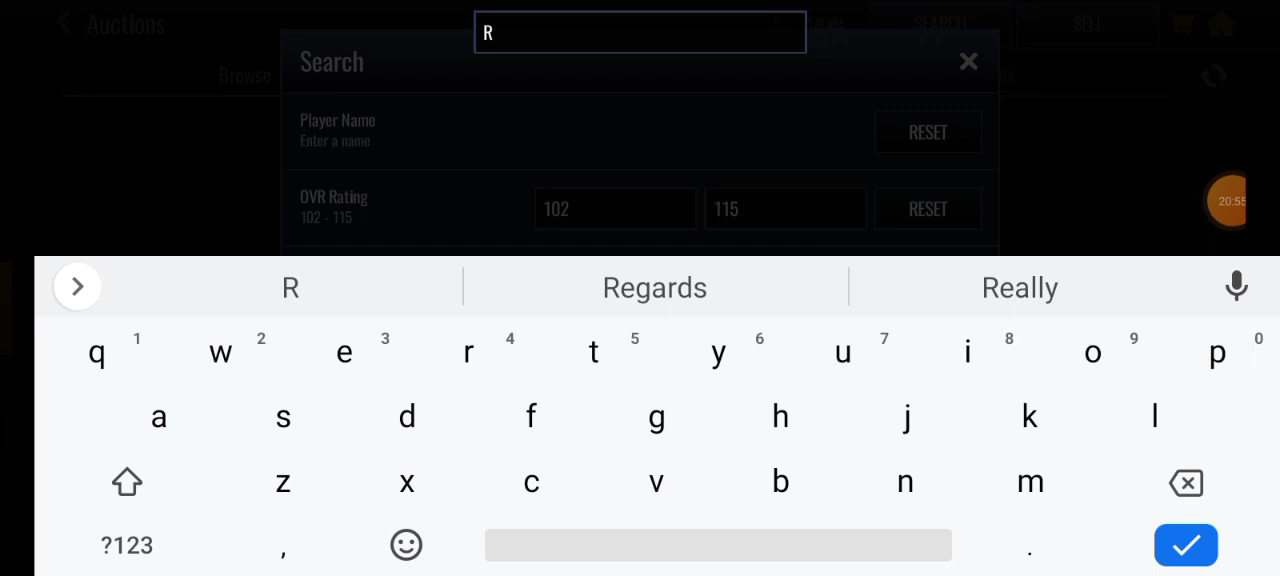 Auctions
SEARCH
SELL
R
Search
Browse
Player Name
Enter a name
RESET
OVR Rating
102 - 115
102
115
RESET
20:55
R
Regards
Really
q 1 w 2 e 3 r 4 t 5 y 6 u 7 i 8 o 9 p 0
a s d f g h j k l
z x c v b n m
?123 , .